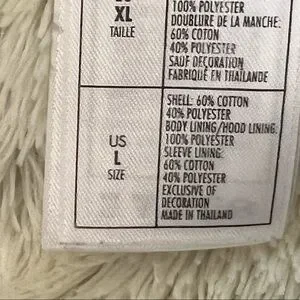 XL
TAILLE
100% POLYESTER
DOUBLURE DE LA MANCHE:
60% COTON
40% POLYESTER
SAUF DECORATION
FABRIQUÉ EN THAÏLANDE
US
L
SIZE
SHELL: 60% COTTON
40% POLYESTER
BODY LINING/HOOD LINING:
100% POLYESTER
SLEEVE LINING:
60% COTTON
40% POLYESTER
EXCLUSIVE OF
DECORATION
MADE IN THAILAND